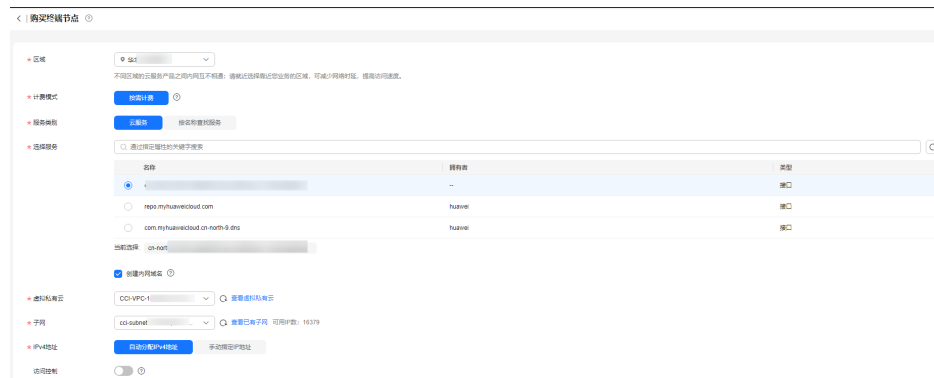 购买终端节点
* 区域
不同区域的云服务产品之间内网互不相通；请就近选择靠近您业务的区域，可减少网络时延，提高访问速度。
* 计费模式 按需计费
* 服务类别 云服务 按名称查找服务
* 选择服务 通过指定属性的关键字搜索
名称 拥有者 类型
-- 接口
repo.myhuaweicloud.com huawei 接口
com.myhuaweicloud.cn-north-9.dns huawei 接口
当前选择 cn-nort
创建内网域名
* 虚拟私有云 CCI-VPC-1 查看虚拟私有云
* 子网 cci-subnet ... 查看已有子网 可用IP数：16379
* IPv4地址 自动分配IPv4地址 手动指定IP地址
访问控制